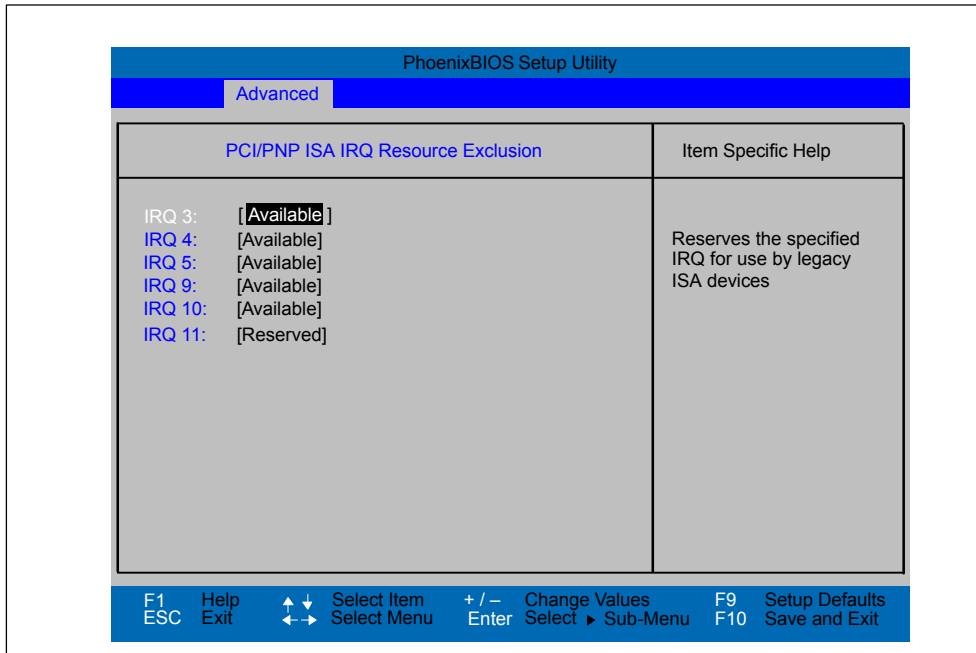 PhoenixBIOS Setup Utility
Advanced
PCI/PNP ISA IRQ Resource Exclusion
Item Specific Help
IRQ 3: [Available]
IRQ 4: [Available]
IRQ 5: [Available]
IRQ 9: [Available]
IRQ 10: [Available]
IRQ 11: [Reserved]
Reserves the specified
IRQ for use by legacy
ISA devices
F1 Help Select Item + / – Change Values F9 Setup Defaults
ESC Exit Select Menu Enter Select Sub-Menu F10 Save and Exit